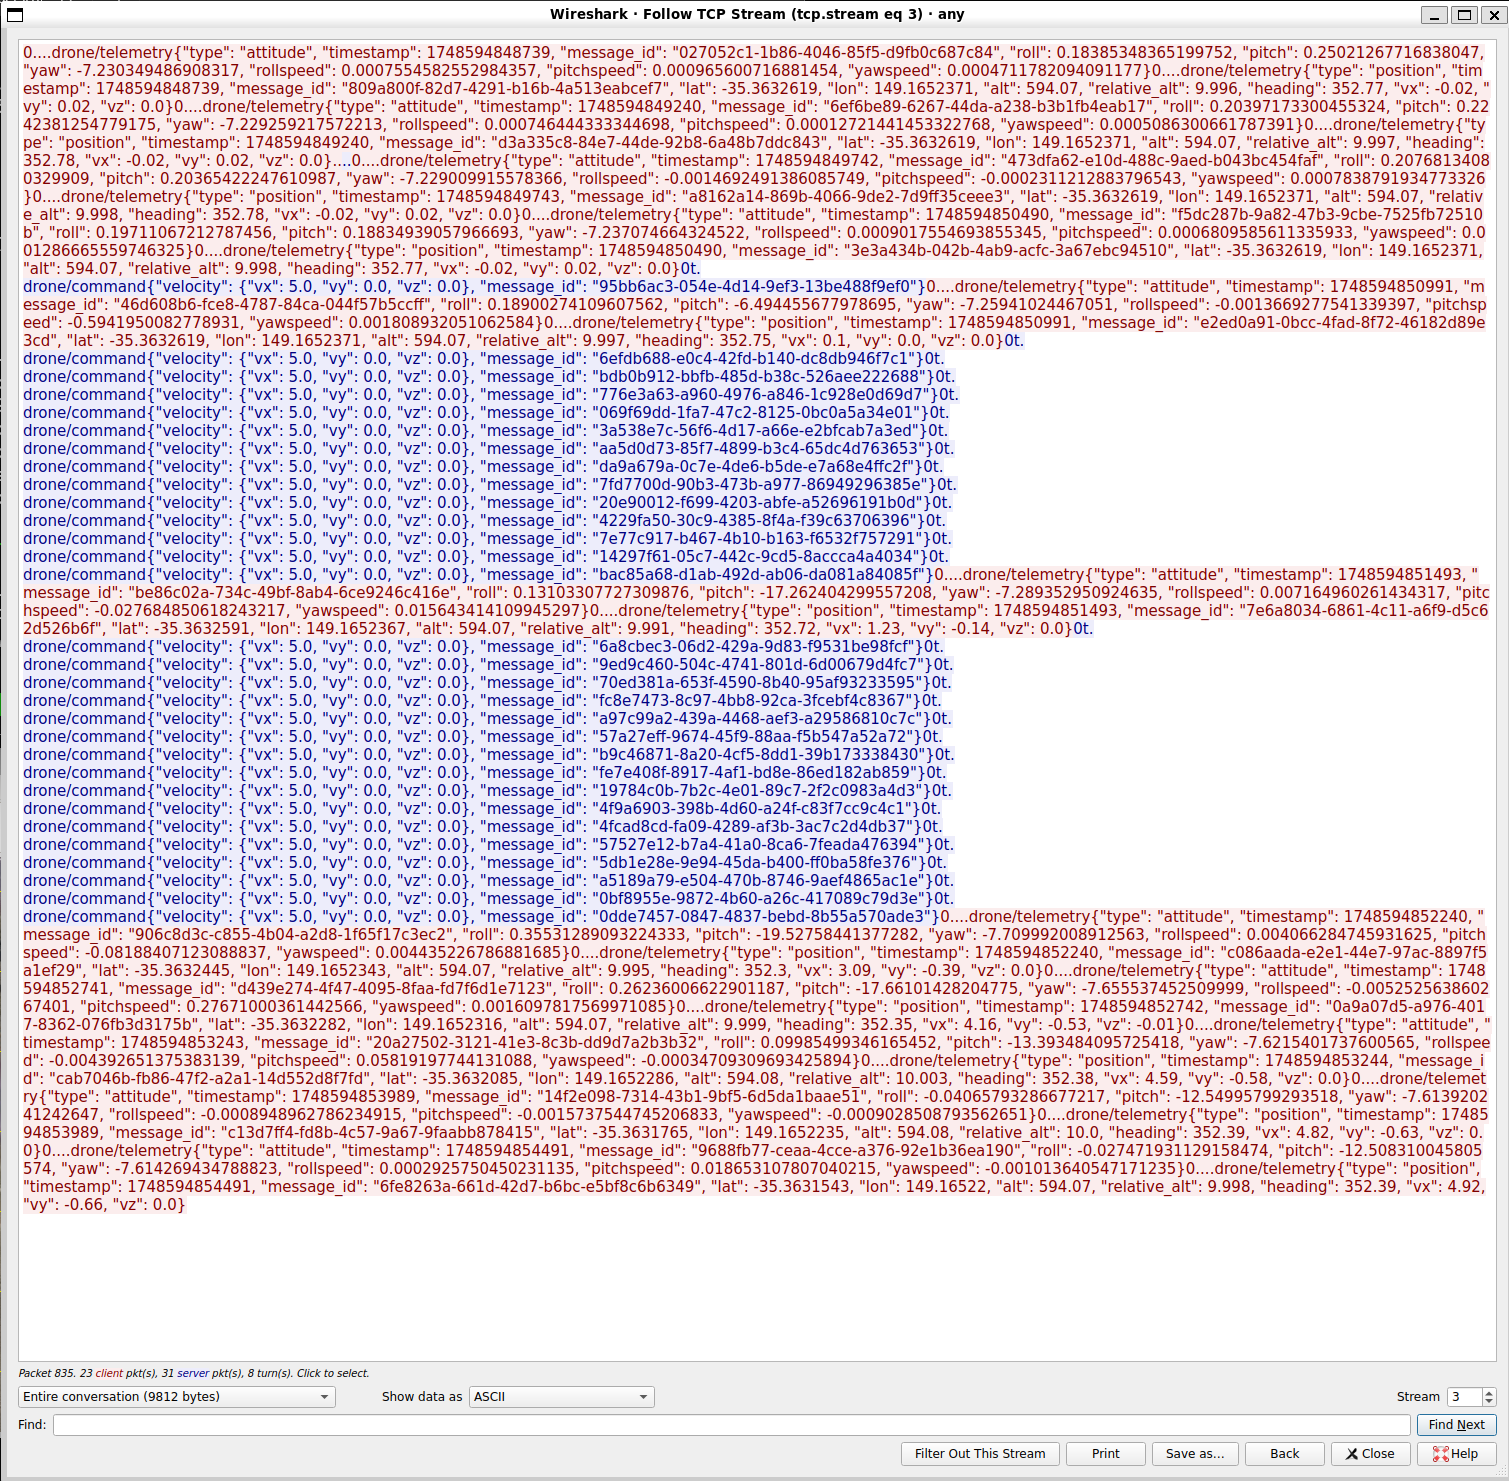 Wireshark · Follow TCP Stream (tcp.stream eq 3) · any
0....drone/telemetry{"type": "attitude", "timestamp": 1748594848739, "message_id": "027052c1-1b86-4046-85f5-d9fb0c687c84", "roll": 0.18385348365199752, "pitch": 0.25021267716838047,
"yaw": -7.230349486908317, "rollspeed": 0.0007554582552984357, "pitchspeed": 0.000965600716881454, "yawspeed": 0.0004711782094091177}0....drone/telemetry{"type": "position", "tim
estamp": 1748594848739, "message_id": "809a800f-82d7-4291-b16b-4a513eabcef7", "lat": -35.3632619, "lon": 149.1652371, "alt": 594.07, "relative_alt": 9.996, "heading": 352.77, "vx": -0.02, "
vy": 0.02, "vz": 0.0}0....drone/telemetry{"type": "attitude", "timestamp": 1748594849240, "message_id": "6ef6be89-6267-44da-a238-b3b1fb4eab17", "roll": 0.20397173300455324, "pitch": 0.22
42381254779175, "yaw": -7.229259217572213, "rollspeed": 0.000746444333344698, "pitchspeed": 0.00012721441453322768, "yawspeed": 0.0005086300661787391}0....drone/telemetry{"ty
pe": "position", "timestamp": 1748594849240, "message_id": "d3a335c8-84e7-44de-92b8-6a48b7ddc843", "lat": -35.3632619, "lon": 149.1652371, "alt": 594.07, "relative_alt": 9.997, "heading":
352.78, "vx": -0.02, "vy": 0.02, "vz": 0.0}....0....drone/telemetry{"type": "attitude", "timestamp": 1748594849742, "message_id": "473dfa62-e10d-488c-9aed-b043bc454faf", "roll": 0.2076813408
0329909, "pitch": 0.20365422247610987, "yaw": -7.229009915578366, "rollspeed": -0.0014692491386085749, "pitchspeed": -0.0002311212883796543, "yawspeed": 0.0007838791934773326
}0....drone/telemetry{"type": "position", "timestamp": 1748594849743, "message_id": "a8162a14-869b-4066-9de2-7d9ff35ceee3", "lat": -35.3632619, "lon": 149.1652371, "alt": 594.07, "relativ
e_alt": 9.998, "heading": 352.78, "vx": -0.02, "vy": 0.02, "vz": 0.0}0....drone/telemetry{"type": "attitude", "timestamp": 1748594850490, "message_id": "f5dc287b-9a82-47b3-9cbe-7525fb72510
b", "roll": 0.19711067212787456, "pitch": 0.18834939057966693, "yaw": -7.237074664324522, "rollspeed": 0.0009017554693855345, "pitchspeed": 0.0006809585611335933, "yawspeed": 0.0
01286665559746325}0....drone/telemetry{"type": "position", "timestamp": 1748594850490, "message_id": "3e3a434b-042b-4ab9-acfc-3a67ebc94510", "lat": -35.3632619, "lon": 149.1652371,
"alt": 594.07, "relative_alt": 9.998, "heading": 352.77, "vx": -0.02, "vy": 0.02, "vz": 0.0}0t.
drone/command{"velocity": {"vx": 5.0, "vy": 0.0, "vz": 0.0}, "message_id": "95bb6ac3-054e-4d14-9ef3-13be488f9ef0"}0....drone/telemetry{"type": "attitude", "timestamp": 1748594850991, "m
essage_id": "46d608b6-fce8-4787-84ca-044f57b5ccff", "roll": 0.18900274109607562, "pitch": -6.494455677978695, "yaw": -7.25941024467051, "rollspeed": -0.0013669277541339397, "pitchsp
eed": -0.5941950082778931, "yawspeed": 0.001808932051062584}0....drone/telemetry{"type": "position", "timestamp": 1748594850991, "message_id": "e2ed0a91-0bcc-4fad-8f72-46182d89e
3cd", "lat": -35.3632619, "lon": 149.1652371, "alt": 594.07, "relative_alt": 9.997, "heading": 352.75, "vx": 0.1, "vy": 0.0, "vz": 0.0}0t.
drone/command{"velocity": {"vx": 5.0, "vy": 0.0, "vz": 0.0}, "message_id": "6efdb688-e0c4-42fd-b140-dc8db946f7c1"}0t.
drone/command{"velocity": {"vx": 5.0, "vy": 0.0, "vz": 0.0}, "message_id": "bdb0b912-bbfb-485d-b38c-526aee222688"}0t.
drone/command{"velocity": {"vx": 5.0, "vy": 0.0, "vz": 0.0}, "message_id": "776e3a63-a960-4976-a846-1c928e0d69d7"}0t.
drone/command{"velocity": {"vx": 5.0, "vy": 0.0, "vz": 0.0}, "message_id": "069f69dd-1fa7-47c2-8125-0bc0a5a34e01"}0t.
drone/command{"velocity": {"vx": 5.0, "vy": 0.0, "vz": 0.0}, "message_id": "3a538e7c-56f6-4d17-a66e-e2bfcab7a3ed"}0t.
drone/command{"velocity": {"vx": 5.0, "vy": 0.0, "vz": 0.0}, "message_id": "aa5d0d73-85f7-4899-b3c4-65dc4d763653"}0t.
drone/command{"velocity": {"vx": 5.0, "vy": 0.0, "vz": 0.0}, "message_id": "da9a679a-0c7e-4de6-b5de-e7a68e4ffc2f"}0t.
drone/command{"velocity": {"vx": 5.0, "vy": 0.0, "vz": 0.0}, "message_id": "7fd7700d-90b3-473b-a977-86949296385e"}0t.
drone/command{"velocity": {"vx": 5.0, "vy": 0.0, "vz": 0.0}, "message_id": "20e90012-f699-4203-abfe-a52696191b0d"}0t.
drone/command{"velocity": {"vx": 5.0, "vy": 0.0, "vz": 0.0}, "message_id": "4229fa50-30c9-4385-8f4a-f39c63706396"}0t.
drone/command{"velocity": {"vx": 5.0, "vy": 0.0, "vz": 0.0}, "message_id": "7e77c917-b467-4b10-b163-f6532f757291"}0t.
drone/command{"velocity": {"vx": 5.0, "vy": 0.0, "vz": 0.0}, "message_id": "14297f61-05c7-442c-9cd5-8accca4a4034"}0t.
drone/command{"velocity": {"vx": 5.0, "vy": 0.0, "vz": 0.0}, "message_id": "bac85a68-d1ab-492d-ab06-da081a84085f"}0....drone/telemetry{"type": "attitude", "timestamp": 1748594851493, "
message_id": "be86c02a-734c-49bf-8ab4-6ce9246c416e", "roll": 0.13103307727309876, "pitch": -17.262404299557208, "yaw": -7.289352950924635, "rollspeed": 0.007164960261434317, "pitc
hspeed": -0.027684850618243217, "yawspeed": 0.015643414109945297}0....drone/telemetry{"type": "position", "timestamp": 1748594851493, "message_id": "7e6a8034-6861-4c11-a6f9-d5c6
2d526b6f", "lat": -35.3632591, "lon": 149.1652367, "alt": 594.07, "relative_alt": 9.991, "heading": 352.72, "vx": 1.23, "vy": -0.14, "vz": 0.0}0t.
drone/command{"velocity": {"vx": 5.0, "vy": 0.0, "vz": 0.0}, "message_id": "6a8cbec3-06d2-429a-9d83-f9531be98fcf"}0t.
drone/command{"velocity": {"vx": 5.0, "vy": 0.0, "vz": 0.0}, "message_id": "9ed9c460-504c-4741-801d-6d00679d4fc7"}0t.
drone/command{"velocity": {"vx": 5.0, "vy": 0.0, "vz": 0.0}, "message_id": "70ed381a-653f-4590-8b40-95af93233595"}0t.
drone/command{"velocity": {"vx": 5.0, "vy": 0.0, "vz": 0.0}, "message_id": "fc8e7473-8c97-4bb8-92ca-3fcebf4c8367"}0t.
drone/command{"velocity": {"vx": 5.0, "vy": 0.0, "vz": 0.0}, "message_id": "a97c99a2-439a-4468-aef3-a29586810c7c"}0t.
drone/command{"velocity": {"vx": 5.0, "vy": 0.0, "vz": 0.0}, "message_id": "57a27eff-9674-45f9-88aa-f5b547a52a72"}0t.
drone/command{"velocity": {"vx": 5.0, "vy": 0.0, "vz": 0.0}, "message_id": "b9c46871-8a20-4cf5-8dd1-39b173338430"}0t.
drone/command{"velocity": {"vx": 5.0, "vy": 0.0, "vz": 0.0}, "message_id": "fe7e408f-8917-4af1-bd8e-86ed182ab859"}0t.
drone/command{"velocity": {"vx": 5.0, "vy": 0.0, "vz": 0.0}, "message_id": "19784c0b-7b2c-4e01-89c7-2f2c0983a4d3"}0t.
drone/command{"velocity": {"vx": 5.0, "vy": 0.0, "vz": 0.0}, "message_id": "4f9a6903-398b-4d60-a24f-c83f7cc9c4c1"}0t.
drone/command{"velocity": {"vx": 5.0, "vy": 0.0, "vz": 0.0}, "message_id": "4fcad8cd-fa09-4289-af3b-3ac7c2d4db37"}0t.
drone/command{"velocity": {"vx": 5.0, "vy": 0.0, "vz": 0.0}, "message_id": "57527e12-b7a4-41a0-8ca6-7feada476394"}0t.
drone/command{"velocity": {"vx": 5.0, "vy": 0.0, "vz": 0.0}, "message_id": "5db1e28e-9e94-45da-b400-ff0ba58fe376"}0t.
drone/command{"velocity": {"vx": 5.0, "vy": 0.0, "vz": 0.0}, "message_id": "a5189a79-e504-470b-8746-9aef4865ac1e"}0t.
drone/command{"velocity": {"vx": 5.0, "vy": 0.0, "vz": 0.0}, "message_id": "0bf8955e-9872-4b60-a26c-417089c79d3e"}0t.
drone/command{"velocity": {"vx": 5.0, "vy": 0.0, "vz": 0.0}, "message_id": "0dde7457-0847-4837-bebd-8b55a570ade3"}0....drone/telemetry{"type": "attitude", "timestamp": 1748594852240, "
message_id": "906c8d3c-c855-4b04-a2d8-1f65f17c3ec2", "roll": 0.35531289093224333, "pitch": -19.52758441377282, "yaw": -7.709992008912563, "rollspeed": 0.004066284745931625, "pitch
speed": -0.08188407123088837, "yawspeed": 0.004435226786881685}0....drone/telemetry{"type": "position", "timestamp": 1748594852240, "message_id": "c086aada-e2e1-44e7-97ac-8897f5
a1ef29", "lat": -35.3632445, "lon": 149.1652343, "alt": 594.07, "relative_alt": 9.995, "heading": 352.3, "vx": 3.09, "vy": -0.39, "vz": 0.0}0....drone/telemetry{"type": "attitude", "timestamp": 1748
594852741, "message_id": "d439e274-4f47-4095-8faa-fd7f6d1e7123", "roll": 0.26236006622901187, "pitch": -17.66101428204775, "yaw": -7.655537452509999, "rollspeed": -0.0052525638602
67401, "pitchspeed": 0.27671000361442566, "yawspeed": 0.0016097817569971085}0....drone/telemetry{"type": "position", "timestamp": 1748594852742, "message_id": "0a9a07d5-a976-401
7-8362-076fb3d3175b", "lat": -35.3632282, "lon": 149.1652316, "alt": 594.07, "relative_alt": 9.999, "heading": 352.35, "vx": 4.16, "vy": -0.53, "vz": -0.01}0....drone/telemetry{"type": "attitude", "
timestamp": 1748594853243, "message_id": "20a27502-3121-41e3-8c3b-dd9d7a2b3b32", "roll": 0.09985499346165452, "pitch": -13.393484095725418, "yaw": -7.6215401737600565, "rollspee
d": -0.004392651375383139, "pitchspeed": 0.05819197744131088, "yawspeed": -0.00034709309693425894}0....drone/telemetry{"type": "position", "timestamp": 1748594853244, "message_i
d": "cab7046b-fb86-47f2-a2a1-14d552d8f7fd", "lat": -35.3632085, "lon": 149.1652286, "alt": 594.08, "relative_alt": 10.003, "heading": 352.38, "vx": 4.59, "vy": -0.58, "vz": 0.0}0....drone/telemet
ry{"type": "attitude", "timestamp": 1748594853989, "message_id": "14f2e098-7314-43b1-9bf5-6d5da1baae51", "roll": -0.04065793286677217, "pitch": -12.54995799293518, "yaw": -7.6139202
41242647, "rollspeed": -0.0008948962786234915, "pitchspeed": -0.0015737544745206833, "yawspeed": -0.0009028508793562651}0....drone/telemetry{"type": "position", "timestamp": 17485
94853989, "message_id": "c13d7ff4-fd8b-4c57-9a67-9faabb878415", "lat": -35.3631765, "lon": 149.1652235, "alt": 594.08, "relative_alt": 10.0, "heading": 352.39, "vx": 4.82, "vy": -0.63, "vz": 0.
0}0....drone/telemetry{"type": "attitude", "timestamp": 1748594854491, "message_id": "9688fb77-ceaa-4cce-a376-92e1b36ea190", "roll": -0.027471931129158474, "pitch": -12.508310045805
574, "yaw": -7.614269434788823, "rollspeed": 0.0002925750450231135, "pitchspeed": 0.018653107807040215, "yawspeed": -0.001013640547171235}0....drone/telemetry{"type": "position",
"timestamp": 1748594854491, "message_id": "6fe8263a-661d-42d7-b6bc-e5bf8c6b6349", "lat": -35.3631543, "lon": 149.16522, "alt": 594.07, "relative_alt": 9.998, "heading": 352.39, "vx": 4.92,
"vy": -0.66, "vz": 0.0}
Packet 835. 23 client pkt(s), 31 server pkt(s), 8 turn(s). Click to select.
Entire conversation (9812 bytes) Show data as ASCII Stream 3
Find: Find Next
Filter Out This Stream Print Save as... Back Close Help